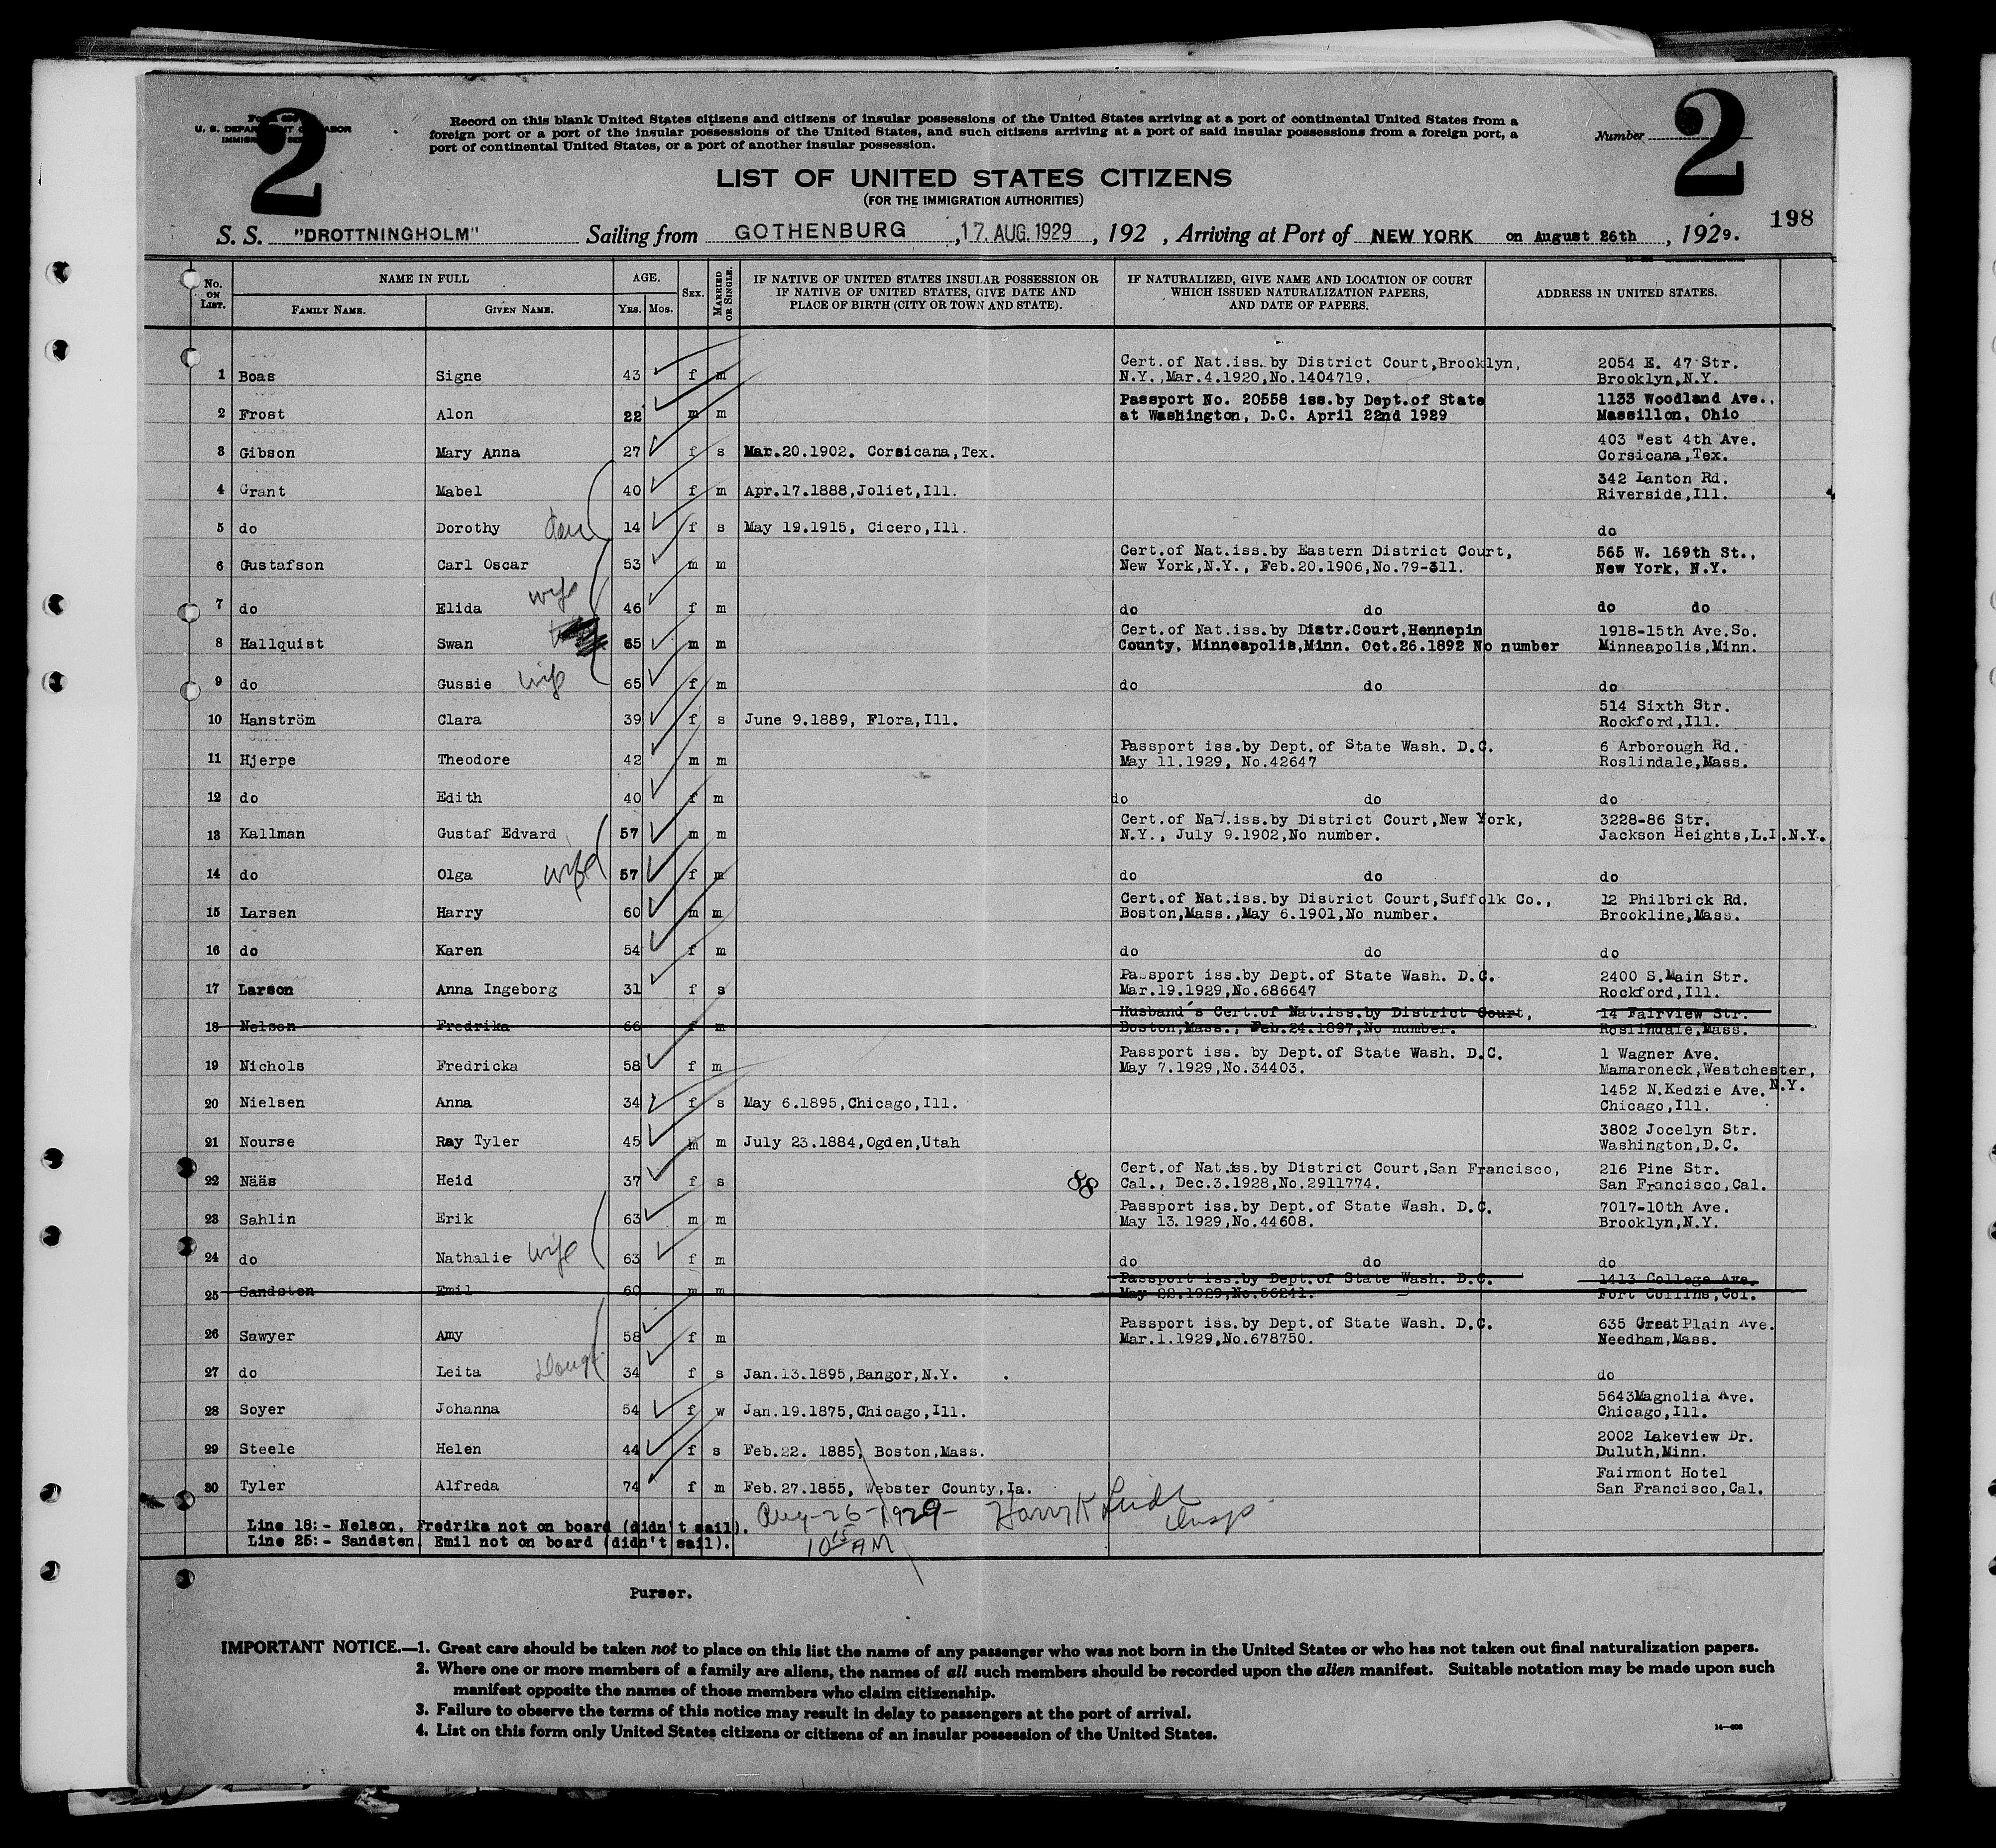 2
2
U. S. DEPARTMENT OF LABOR
Record on this blank United States citizens and citizens of insular possessions of the United States arriving at a port of continental United States from a
foreign port or a port of the insular possessions of the United States, and such citizens arriving at a port of said insular possessions from a foreign port, a
port of continental United States, or a port of another insular possession.
Number
LIST OF UNITED STATES CITIZENS
(FOR THE IMMIGRATION AUTHORITIES)
198
S. S. "DROTTNINGHOLM" Sailing from GOTHENBURG, 17. AUG. 1929, 192 , Arriving at Port of NEW YORK on August 26th, 1929.
No. ON LIST.
NAME IN FULL
FAMILY NAME.
GIVEN NAME.
AGE.
YRS.
MOS.
SEX.
MARRIED OR SINGLE.
IF NATIVE OF UNITED STATES INSULAR POSSESSION OR
IF NATIVE OF UNITED STATES, GIVE DATE AND
PLACE OF BIRTH (CITY OR TOWN AND STATE).
IF NATURALIZED, GIVE NAME AND LOCATION OF COURT
WHICH ISSUED NATURALIZATION PAPERS,
AND DATE OF PAPERS.
ADDRESS IN UNITED STATES.
Cert.of Nat.iss.by District Court,Brooklyn, 2054 E. 47 Str.
1 Boas Signe 43 f m N.Y.,Mar.4.1920,No.1404719. Brooklyn,N.Y.
Passport No. 20558 iss.by Dept.of State 1133 Woodland Ave.,
2 Frost Alon 22 m m at Washington, D.C. April 22nd 1929 Massillon, Ohio
403 West 4th Ave.
3 Gibson Mary Anna 27 f s Mar.20.1902. Corsicana,Tex. Corsicana,Tex.
342 Lanton Rd.
4 Grant Mabel 40 f m Apr.17.1888,Joliet,Ill. Riverside,Ill.
5 do Dorothy dau 14 f s May 19.1915, Cicero,Ill. do
Cert.of Nat.iss.by Eastern District Court, 565 W. 169th St.,
6 Gustafson Carl Oscar 53 m m New York,N.Y., Feb.20.1906,No.79-311. New York, N.Y.
7 do Elida wife 46 f m do do do do
Cert.of Nat.iss.by Distr.Court,Hennepin 1918-15th Ave.So.
8 Hallquist Swan 65 m m County, Minneapolis,Minn. Oct.26.1892 No number Minneapolis,Minn.
9 do Gussie wife 65 f m do do do
514 Sixth Str.
10 Hanström Clara 39 f s June 9.1889, Flora,Ill. Rockford,Ill.
Passport iss.by Dept.of State Wash. D.C. 6 Arborough Rd.
11 Hjerpe Theodore 42 m m May 11.1929, No.42647 Roslindale,Mass.
12 do Edith 40 f m do do do
Cert.of Nat.iss.by District Court,New York, 3228-86 Str.
13 Kallman Gustaf Edvard 57 m m N.Y., July 9.1902,No number. Jackson Heights,L.I.N.Y.
14 do Olga wife 57 f m do do do
Cert.of Nat.iss.by District Court,Suffolk Co., 12 Philbrick Rd.
15 Larsen Harry 60 m m Boston,Mass.,May 6.1901,No number. Brookline,Mass.
16 do Karen 54 f m do do do
Passport iss.by Dept.of State Wash. D.C. 2400 S.Main Str.
17 Larson Anna Ingeborg 31 f s Mar.19.1929,No.686647 Rockford,Ill.
Husband's Cert.of Nat.iss.by District Court, 14 Fairview Str.
18 Nelson Fredrika 66 f m Boston,Mass., Feb.24.1897,No number. Roslindale,Mass.
Passport iss. by Dept.of State Wash. D.C. 1 Wagner Ave.
19 Nichols Fredricka 58 f m May 7.1929,No.34403. Mamaroneck,Westchester, N.Y.
1452 N.Kedzie Ave.
20 Nielsen Anna 34 f s May 6.1895,Chicago,Ill. Chicago,Ill.
3802 Jocelyn Str.
21 Nourse Ray Tyler 45 m m July 23.1884,Ogden,Utah Washington,D.C.
Cert.of Nat.iss.by District Court,San Francisco, 216 Pine Str.
22 Nääs Heid 37 f s 88 Cal., Dec.3.1928,No.2911774. San Francisco,Cal.
Passport iss.by Dept.of State Wash. D.C. 7017-10th Ave.
23 Sahlin Erik 63 m m May 13.1929,No.44608. Brooklyn,N.Y.
24 do Nathalie wife 63 f m do do do
Passport iss.by Dept.of State Wash. D.C. 1413 College Ave.
25 Sandsten Emil 60 m m May 22.1929,No.56241. Fort Collins,Col.
Passport iss.by Dept.of State Wash. D.C. 635 Great Plain Ave.
26 Sawyer Amy 58 f m Mar.1.1929,No.678750. Needham,Mass.
27 do Leita Daug 34 f s Jan.13.1895,Bangor,N.Y. do
5643 Magnolia Ave.
28 Soyer Johanna 54 f w Jan.19.1875,Chicago,Ill. Chicago,Ill.
2002 Lakeview Dr.
29 Steele Helen 44 f s Feb.22. 1885, Boston,Mass. Duluth,Minn.
Fairmont Hotel
30 Tyler Alfreda 74 f m Feb.27.1855, Webster County,Ia. San Francisco,Cal.
Line 18:- Nelson, Fredrika not on board (didn't sail). Aug-26-1929- Harry K Insp
Line 25:- Sandsten, Emil not on board (didn't sail). 10 15 AM
Purser.
IMPORTANT NOTICE.—1. Great care should be taken not to place on this list the name of any passenger who was not born in the United States or who has not taken out final naturalization papers.
2. Where one or more members of a family are aliens, the names of all such members should be recorded upon the alien manifest. Suitable notation may be made upon such
manifest opposite the names of those members who claim citizenship.
3. Failure to observe the terms of this notice may result in delay to passengers at the port of arrival.
4. List on this form only United States citizens or citizens of an insular possession of the United States.